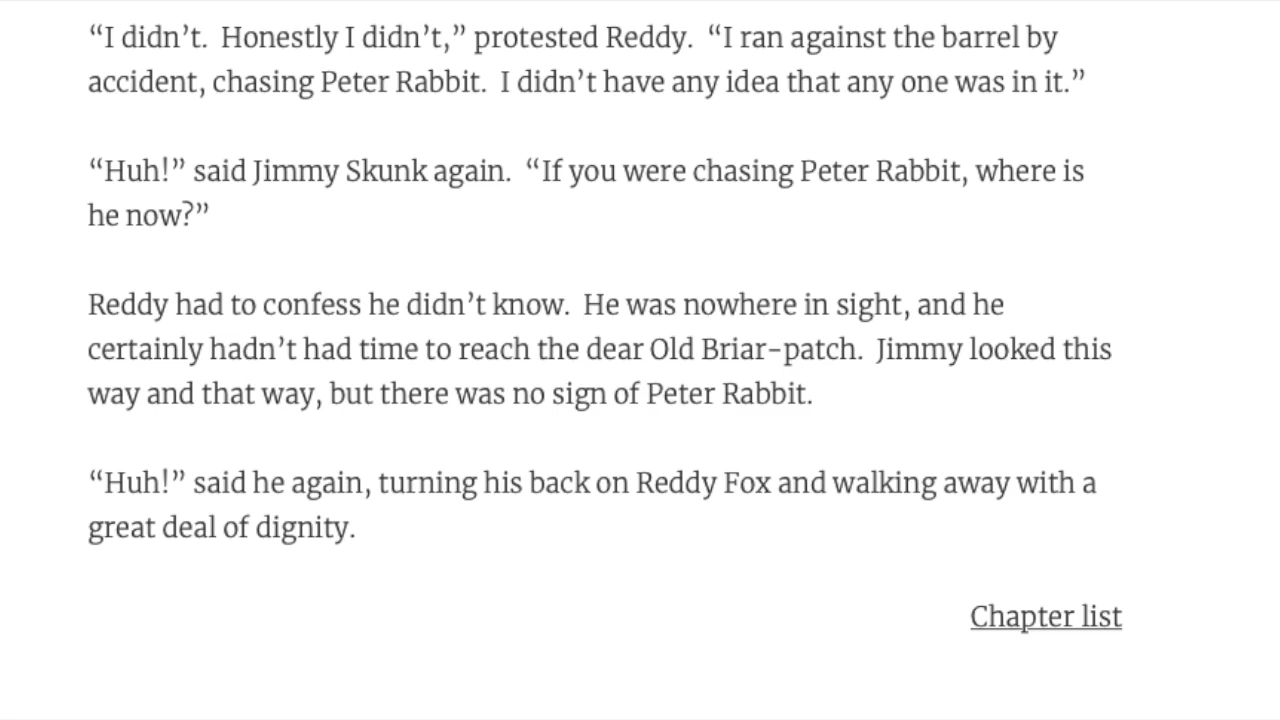 “I didn’t.  Honestly I didn’t,” protested Reddy.  “I ran against the barrel by
accident, chasing Peter Rabbit.  I didn’t have any idea that any one was in it.”
“Huh!” said Jimmy Skunk again.  “If you were chasing Peter Rabbit, where is
he now?”
Reddy had to confess he didn’t know.  He was nowhere in sight, and he
certainly hadn’t had time to reach the dear Old Briar-patch.  Jimmy looked this
way and that way, but there was no sign of Peter Rabbit.
“Huh!” said he again, turning his back on Reddy Fox and walking away with a
great deal of dignity.
Chapter list